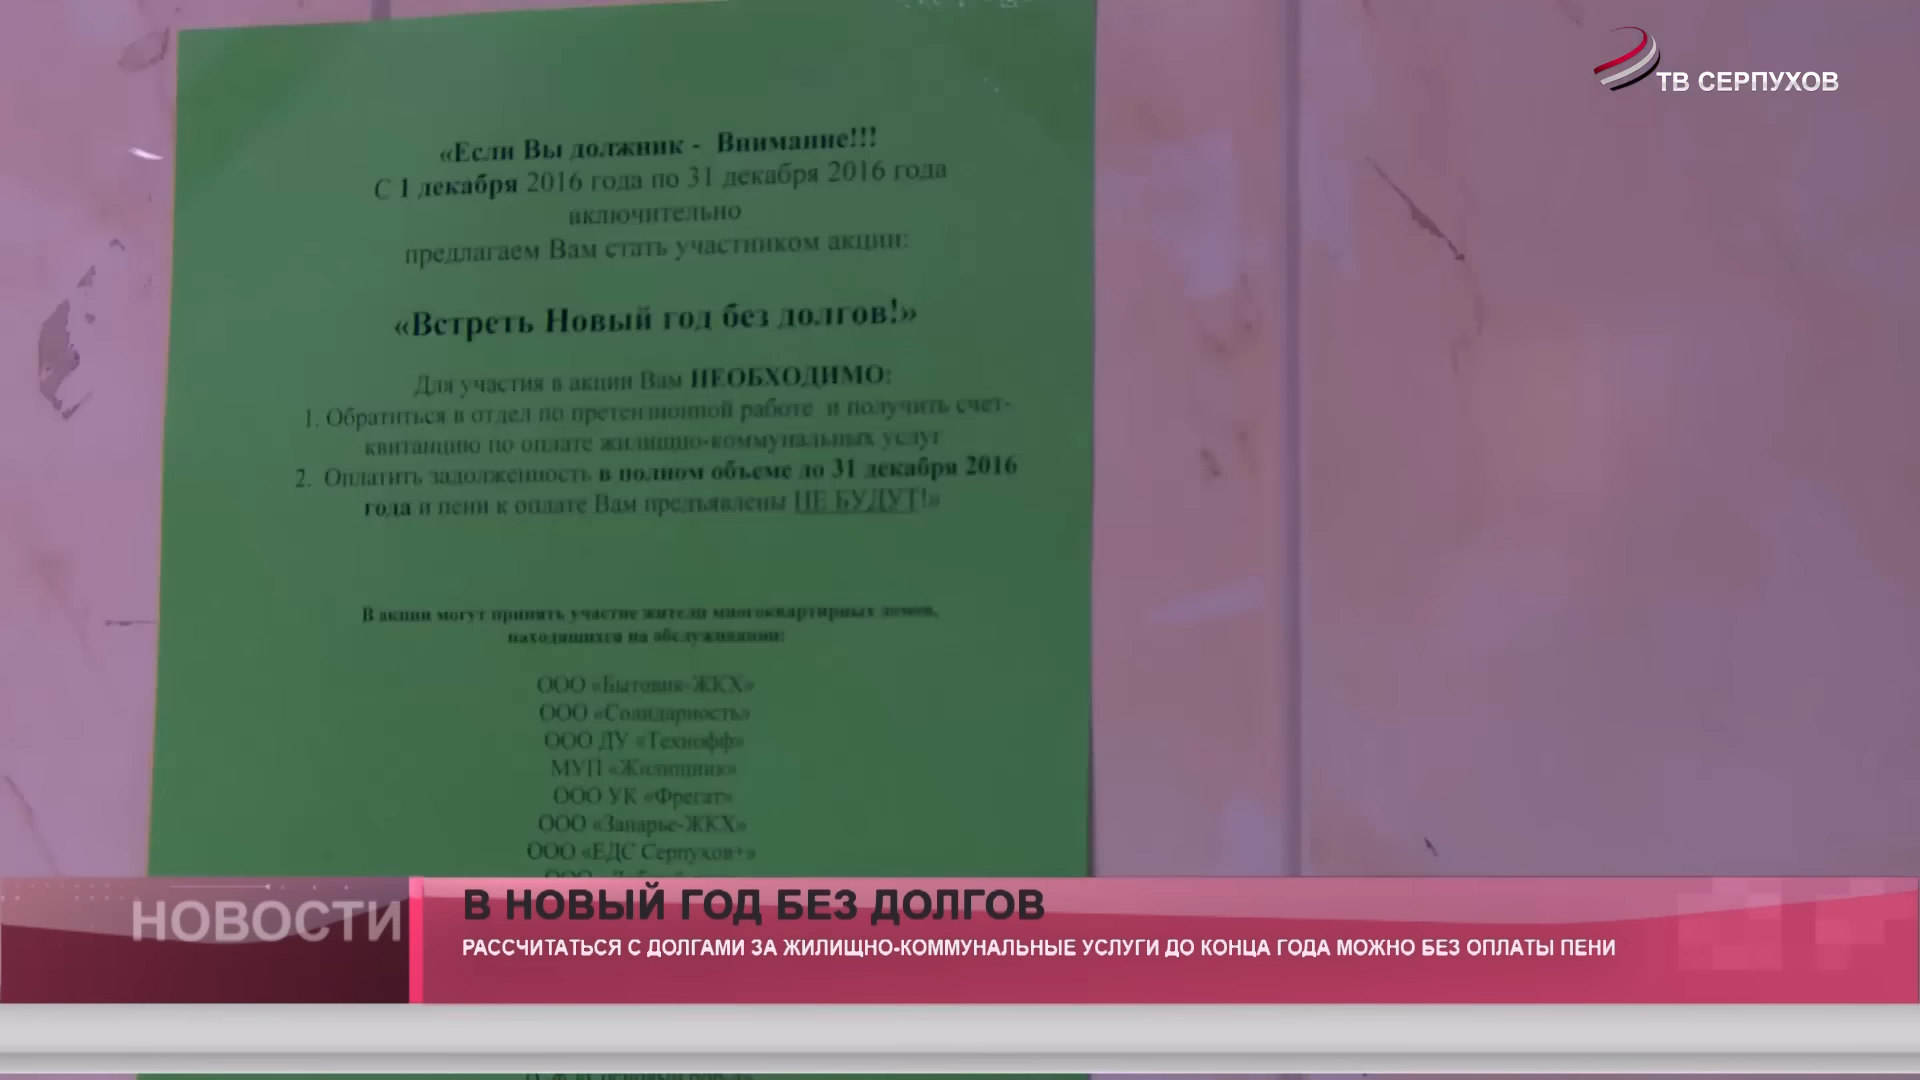 ТВ СЕРПУХОВ
«Если Вы должник - Внимание!!!
С 1 декабря 2016 года по 31 декабря 2016 года
включительно
предлагаем Вам стать участником акции:
«Встреть Новый год без долгов!»
Для участия в акции Вам НЕОБХОДИМО:
1. Обратиться в отдел по претензионной работе и получить счет-
квитанцию по оплате жилищно-коммунальных услуг
2. Оплатить задолженность в полном объеме до 31 декабря 2016
года и пени к оплате Вам предъявлены НЕ БУДУТ!»
В акции могут принять участие жители многоквартирных домов,
находящихся на обслуживании:
ООО «Бытовик-ЖКХ»
ООО «Солидарность»
ООО ДУ «Технофф»
МУП «Жилищник»
ООО УК «Фрегат»
ООО «Занарье-ЖКХ»
ООО «ЕДС Серпухов+»
НОВОСТИ
В НОВЫЙ ГОД БЕЗ ДОЛГОВ
РАССЧИТАТЬСЯ С ДОЛГАМИ ЗА ЖИЛИЩНО-КОММУНАЛЬНЫЕ УСЛУГИ ДО КОНЦА ГОДА МОЖНО БЕЗ ОПЛАТЫ ПЕНИ